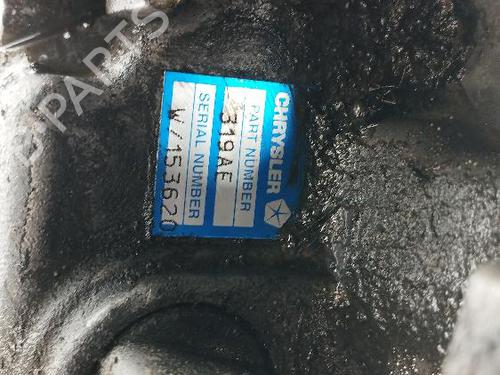 CHRYSLER
PART NUMBER
319AE
SERIAL NUMBER
W/153620
PARTS